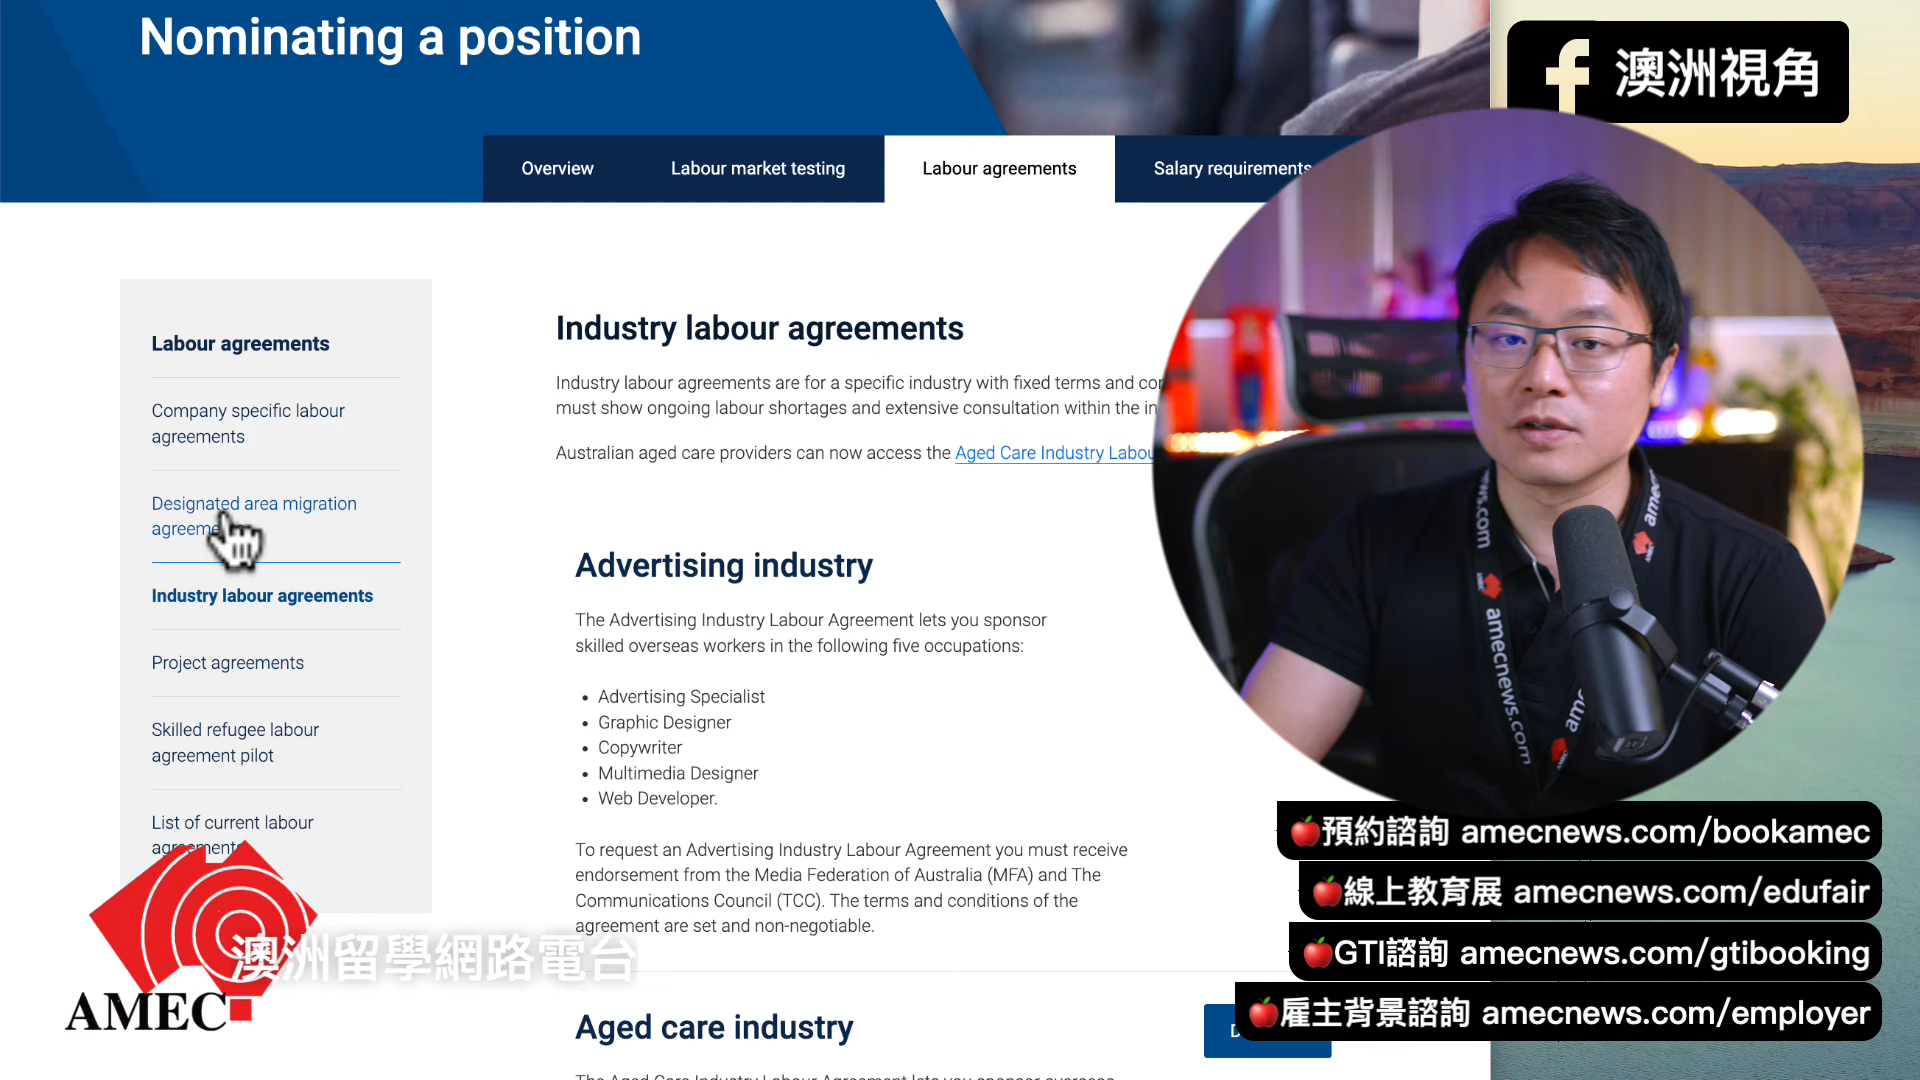 Nominating a position
f 澳洲視角
Overview
Labour market testing
Labour agreements
Salary requirements
Labour agreements
Company specific labour
agreements
Designated area migration
Industry labour agreements
Project agreements
Skilled refugee labour
agreement pilot
List of current labour
agreements
Industry labour agreements
Industry labour agreements are for a specific industry with fixed terms and
must show ongoing labour shortages and extensive consultation within the
Australian aged care providers can now access the Aged Care Industry
Advertising industry
The Advertising Industry Labour Agreement lets you sponsor
skilled overseas workers in the following five occupations:
• Advertising Specialist
• Graphic Designer
• Copywriter
• Multimedia Designer
• Web Developer.
To request an Advertising Industry Labour Agreement you must receive
endorsement from the Media Federation of Australia (MFA) and The
Communications Council (TCC). The terms and conditions of the
agreement are set and non-negotiable.
Aged care industry
amecnews.com
AMEC
澳洲留學網路電台
🍎預約諮詢 amecnews.com/bookamec
🍎線上教育展 amecnews.com/edufair
🍎GTI諮詢 amecnews.com/gtibooking
🍎雇主背景諮詢 amecnews.com/employer